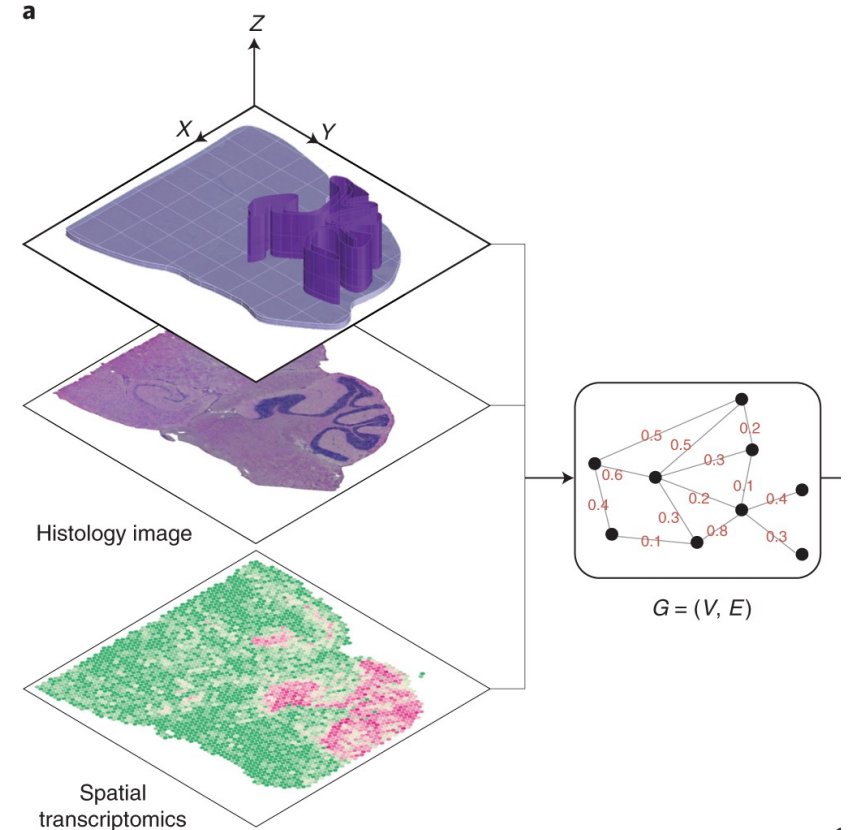 a
Z
X
Y
Histology image
Spatial
transcriptomics
0.5
0.2
0.5
0.3
0.6
0.1
0.2
0.4
0.4
0.3
0.8
0.3
0.1
G = (V, E)